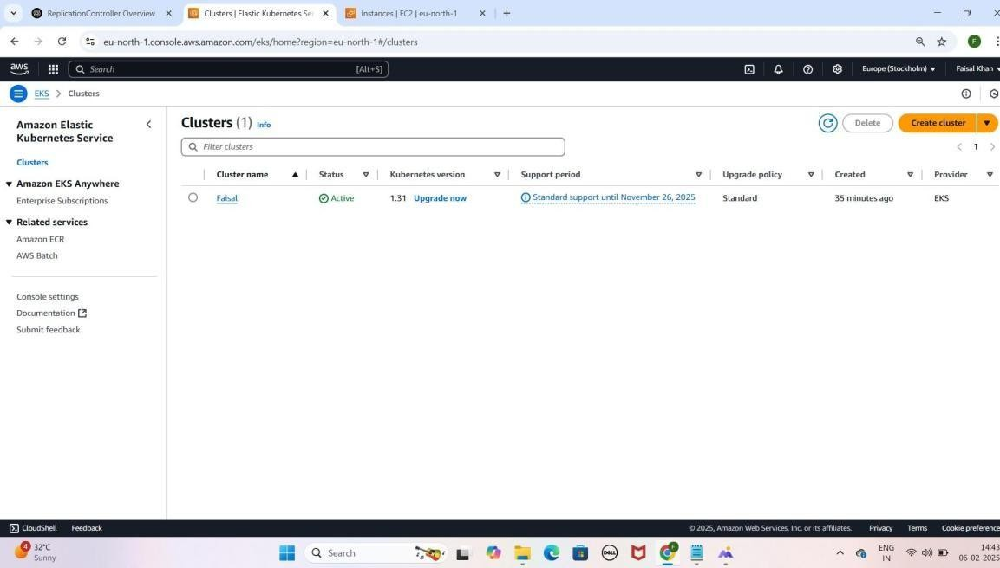 ReplicationController Overview
Clusters | Elastic Kubernetes Se
Instances | EC2 | eu-north-1
eu-north-1.console.aws.amazon.com/eks/home?region=eu-north-1#/clusters
F
aws
Search
[Alt+S]
Europe (Stockholm)
Faisal Khan
EKS
Clusters
Amazon Elastic
Kubernetes Service
Clusters
Amazon EKS Anywhere
Enterprise Subscriptions
Related services
Amazon ECR
AWS Batch
Console settings
Documentation
Submit feedback
Clusters (1) Info
Delete
Create cluster
Filter clusters
1
Cluster name Status Kubernetes version Support period Upgrade policy Created Provider
Faisal Active 1.31 Upgrade now Standard support until November 26, 2025 Standard 35 minutes ago EKS
CloudShell Feedback
© 2025, Amazon Web Services, Inc. or its affiliates. Privacy Terms Cookie preference
4
32°C
Sunny
Search
DELL
F
ENG
IN
14:43
06-02-2025